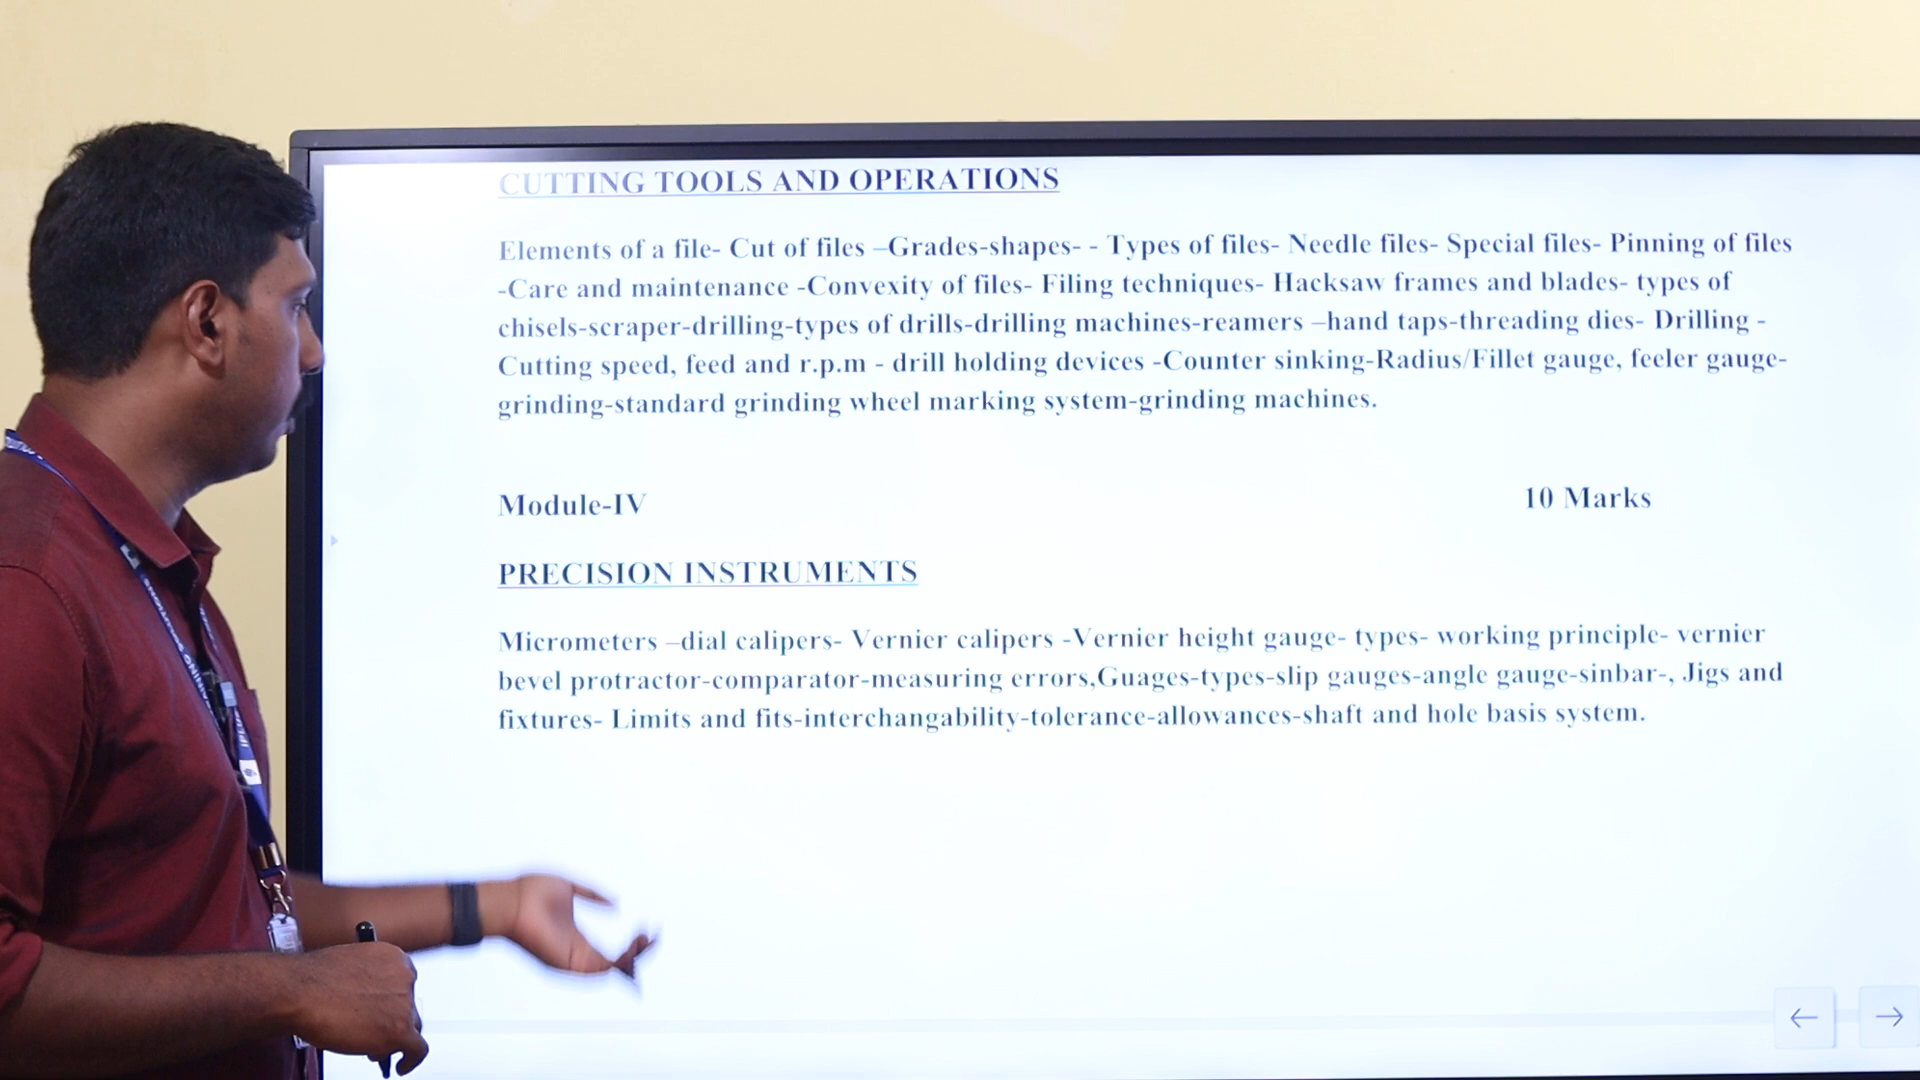 CUTTING TOOLS AND OPERATIONS
Elements of a file- Cut of files –Grades-shapes- - Types of files- Needle files- Special files- Pinning of files
-Care and maintenance -Convexity of files- Filing techniques- Hacksaw frames and blades- types of
chisels-scraper-drilling-types of drills-drilling machines-reamers –hand taps-threading dies- Drilling -
Cutting speed, feed and r.p.m - drill holding devices -Counter sinking-Radius/Fillet gauge, feeler gauge-
grinding-standard grinding wheel marking system-grinding machines.
Module-IV 10 Marks
PRECISION INSTRUMENTS
Micrometers –dial calipers- Vernier calipers -Vernier height gauge- types- working principle- vernier
bevel protractor-comparator-measuring errors,Guages-types-slip gauges-angle gauge-sinbar-, Jigs and
fixtures- Limits and fits-interchangability-tolerance-allowances-shaft and hole basis system.